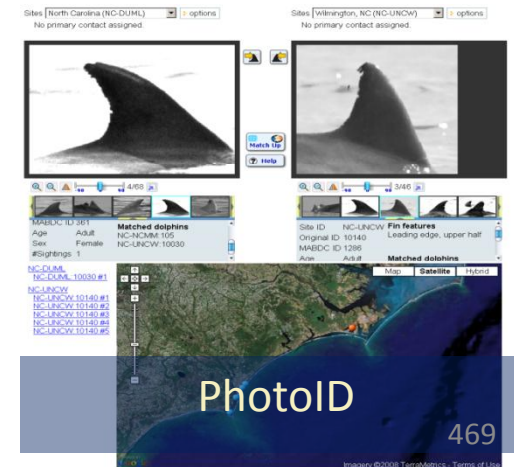 Sites North Carolina (NC-DUML) options
No primary contact assigned.
Sites Wilmington, NC (NC-UNCW) options
No primary contact assigned.
Match Up
Help
4/68
3/46
MABDC ID 361
Age Adult
Sex Female
#Sightings 1
Matched dolphins
NC-NCMM:105
NC-UNCW:10030
Site ID NC-UNCW
Original ID 10140
MABDC ID 1286
Age Adult
Fin features
Leading edge, upper half
Matched dolphins
NC-DUML
NC-DUML:10030 #1
NC-UNCW
NC-UNCW:10140 #1
NC-UNCW:10140 #2
NC-UNCW:10140 #3
NC-UNCW:10140 #4
NC-UNCW:10140 #5
Map Satellite Hybrid
PhotoID
469
Imagery ©2008 TerraMetrics - Terms of Use